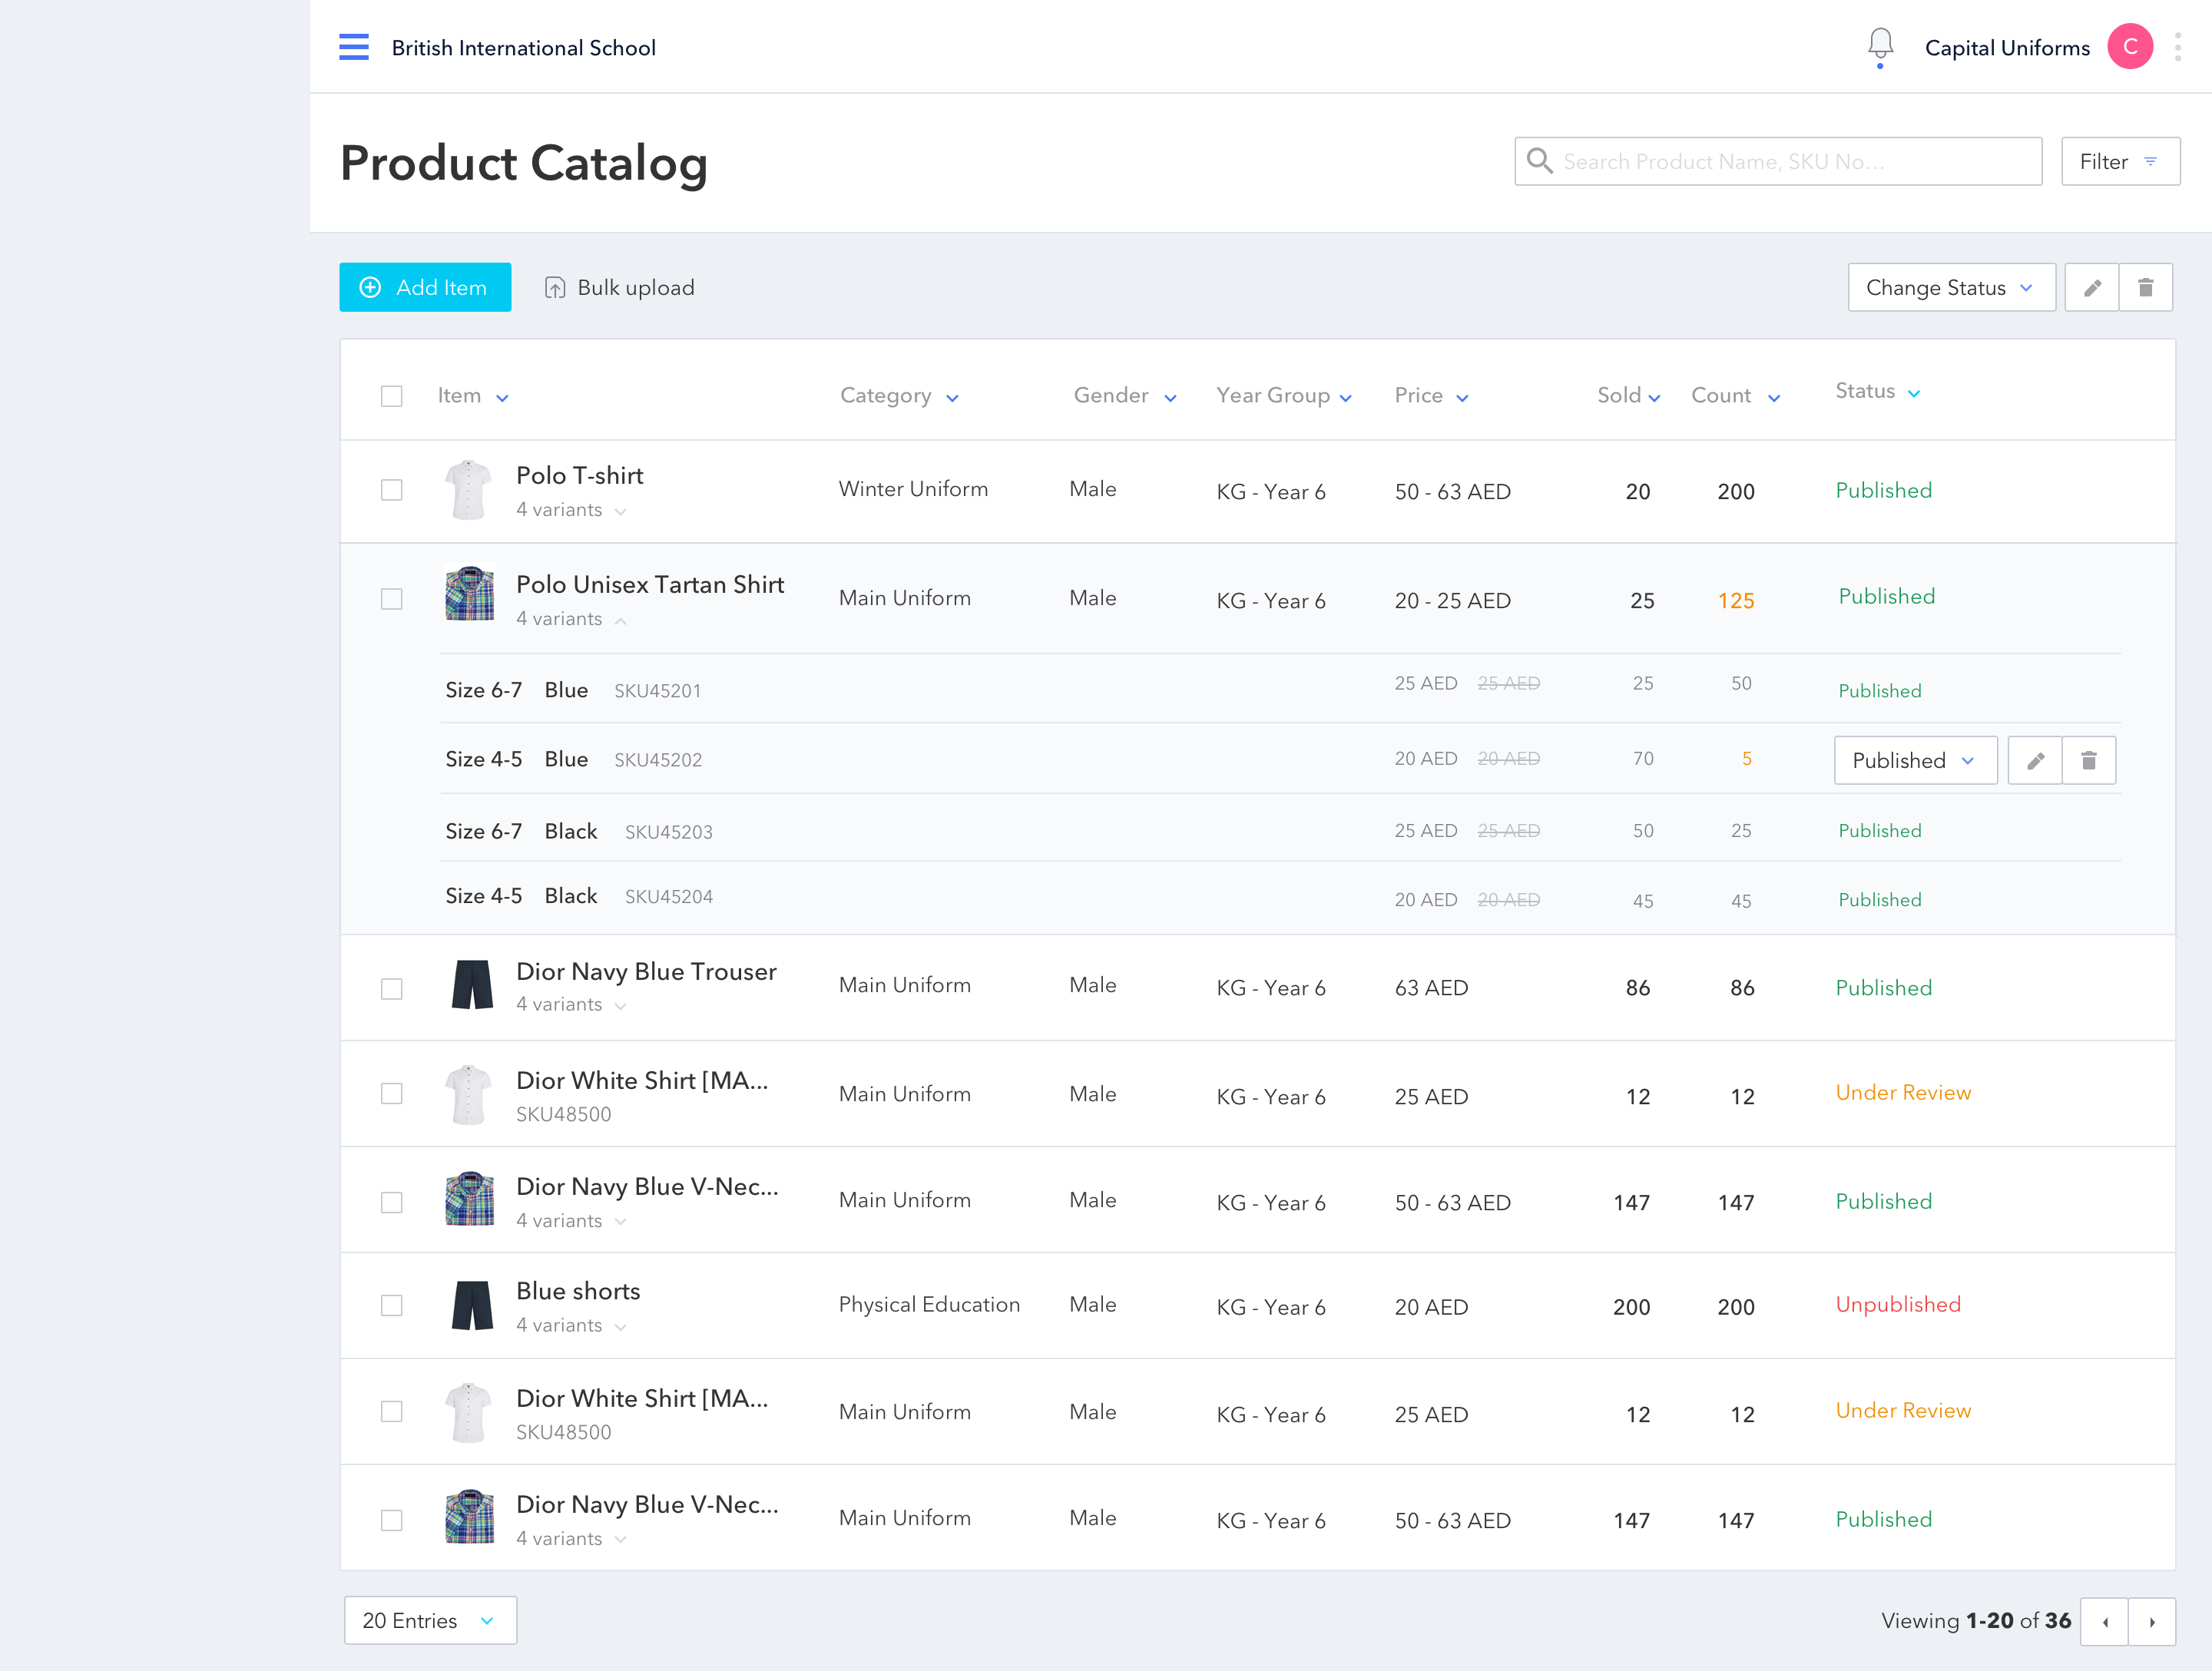 British International School
Capital Uniforms C
Product Catalog
Search Product Name, SKU No...
Filter
Add Item
Bulk upload
Change Status
Item Category Gender Year Group Price Sold Count Status
Polo T-shirt
4 variants
Winter Uniform Male KG - Year 6 50 - 63 AED 20 200 Published
Polo Unisex Tartan Shirt
4 variants
Main Uniform Male KG - Year 6 20 - 25 AED 25 125 Published
Size 6-7 Blue SKU45201 25 AED 25 AED 25 50 Published
Size 4-5 Blue SKU45202 20 AED 20 AED 70 5 Published
Size 6-7 Black SKU45203 25 AED 25 AED 50 25 Published
Size 4-5 Black SKU45204 20 AED 20 AED 45 45 Published
Dior Navy Blue Trouser
4 variants
Main Uniform Male KG - Year 6 63 AED 86 86 Published
Dior White Shirt [MA...
SKU48500
Main Uniform Male KG - Year 6 25 AED 12 12 Under Review
Dior Navy Blue V-Nec...
4 variants
Main Uniform Male KG - Year 6 50 - 63 AED 147 147 Published
Blue shorts
4 variants
Physical Education Male KG - Year 6 20 AED 200 200 Unpublished
Dior White Shirt [MA...
SKU48500
Main Uniform Male KG - Year 6 25 AED 12 12 Under Review
Dior Navy Blue V-Nec...
4 variants
Main Uniform Male KG - Year 6 50 - 63 AED 147 147 Published
20 Entries
Viewing 1-20 of 36